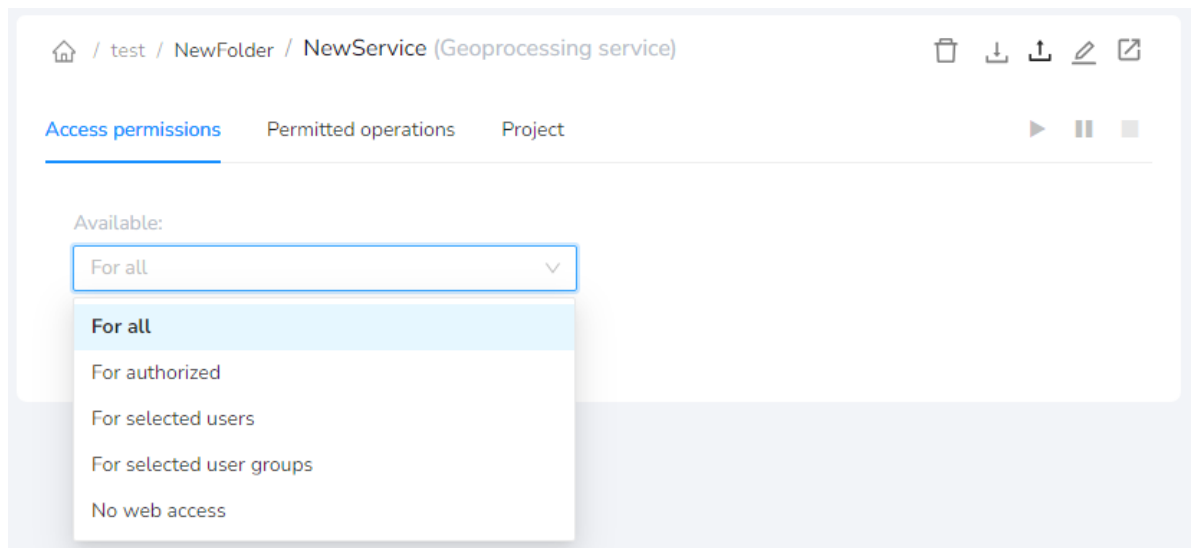 / test / NewFolder / NewService (Geoprocessing service)
Access permissions Permitted operations Project
Available:
For all
For all
For authorized
For selected users
For selected user groups
No web access